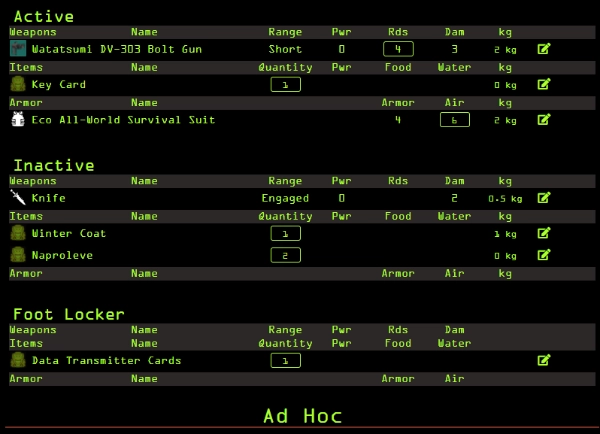 Active
Weapons Name Range Pwr Rds Dam kg
Watatsumi DV-303 Bolt Gun Short 0 4 3 2 kg
Items Name Quantity Pwr Food Water kg
Key Card 1 0 kg
Armor Name Armor Air kg
Eco All-World Survival Suit 4 6 2 kg
Inactive
Weapons Name Range Pwr Rds Dam kg
Knife Engaged 0 2 0.5 kg
Items Name Quantity Pwr Food Water kg
Winter Coat 1 1 kg
Naproleve 2 0 kg
Armor Name Armor Air kg
Foot Locker
Weapons Name Range Pwr Rds Dam
Items Name Quantity Pwr Food Water
Data Transmitter Cards 1
Armor Name Armor Air
Ad Hoc